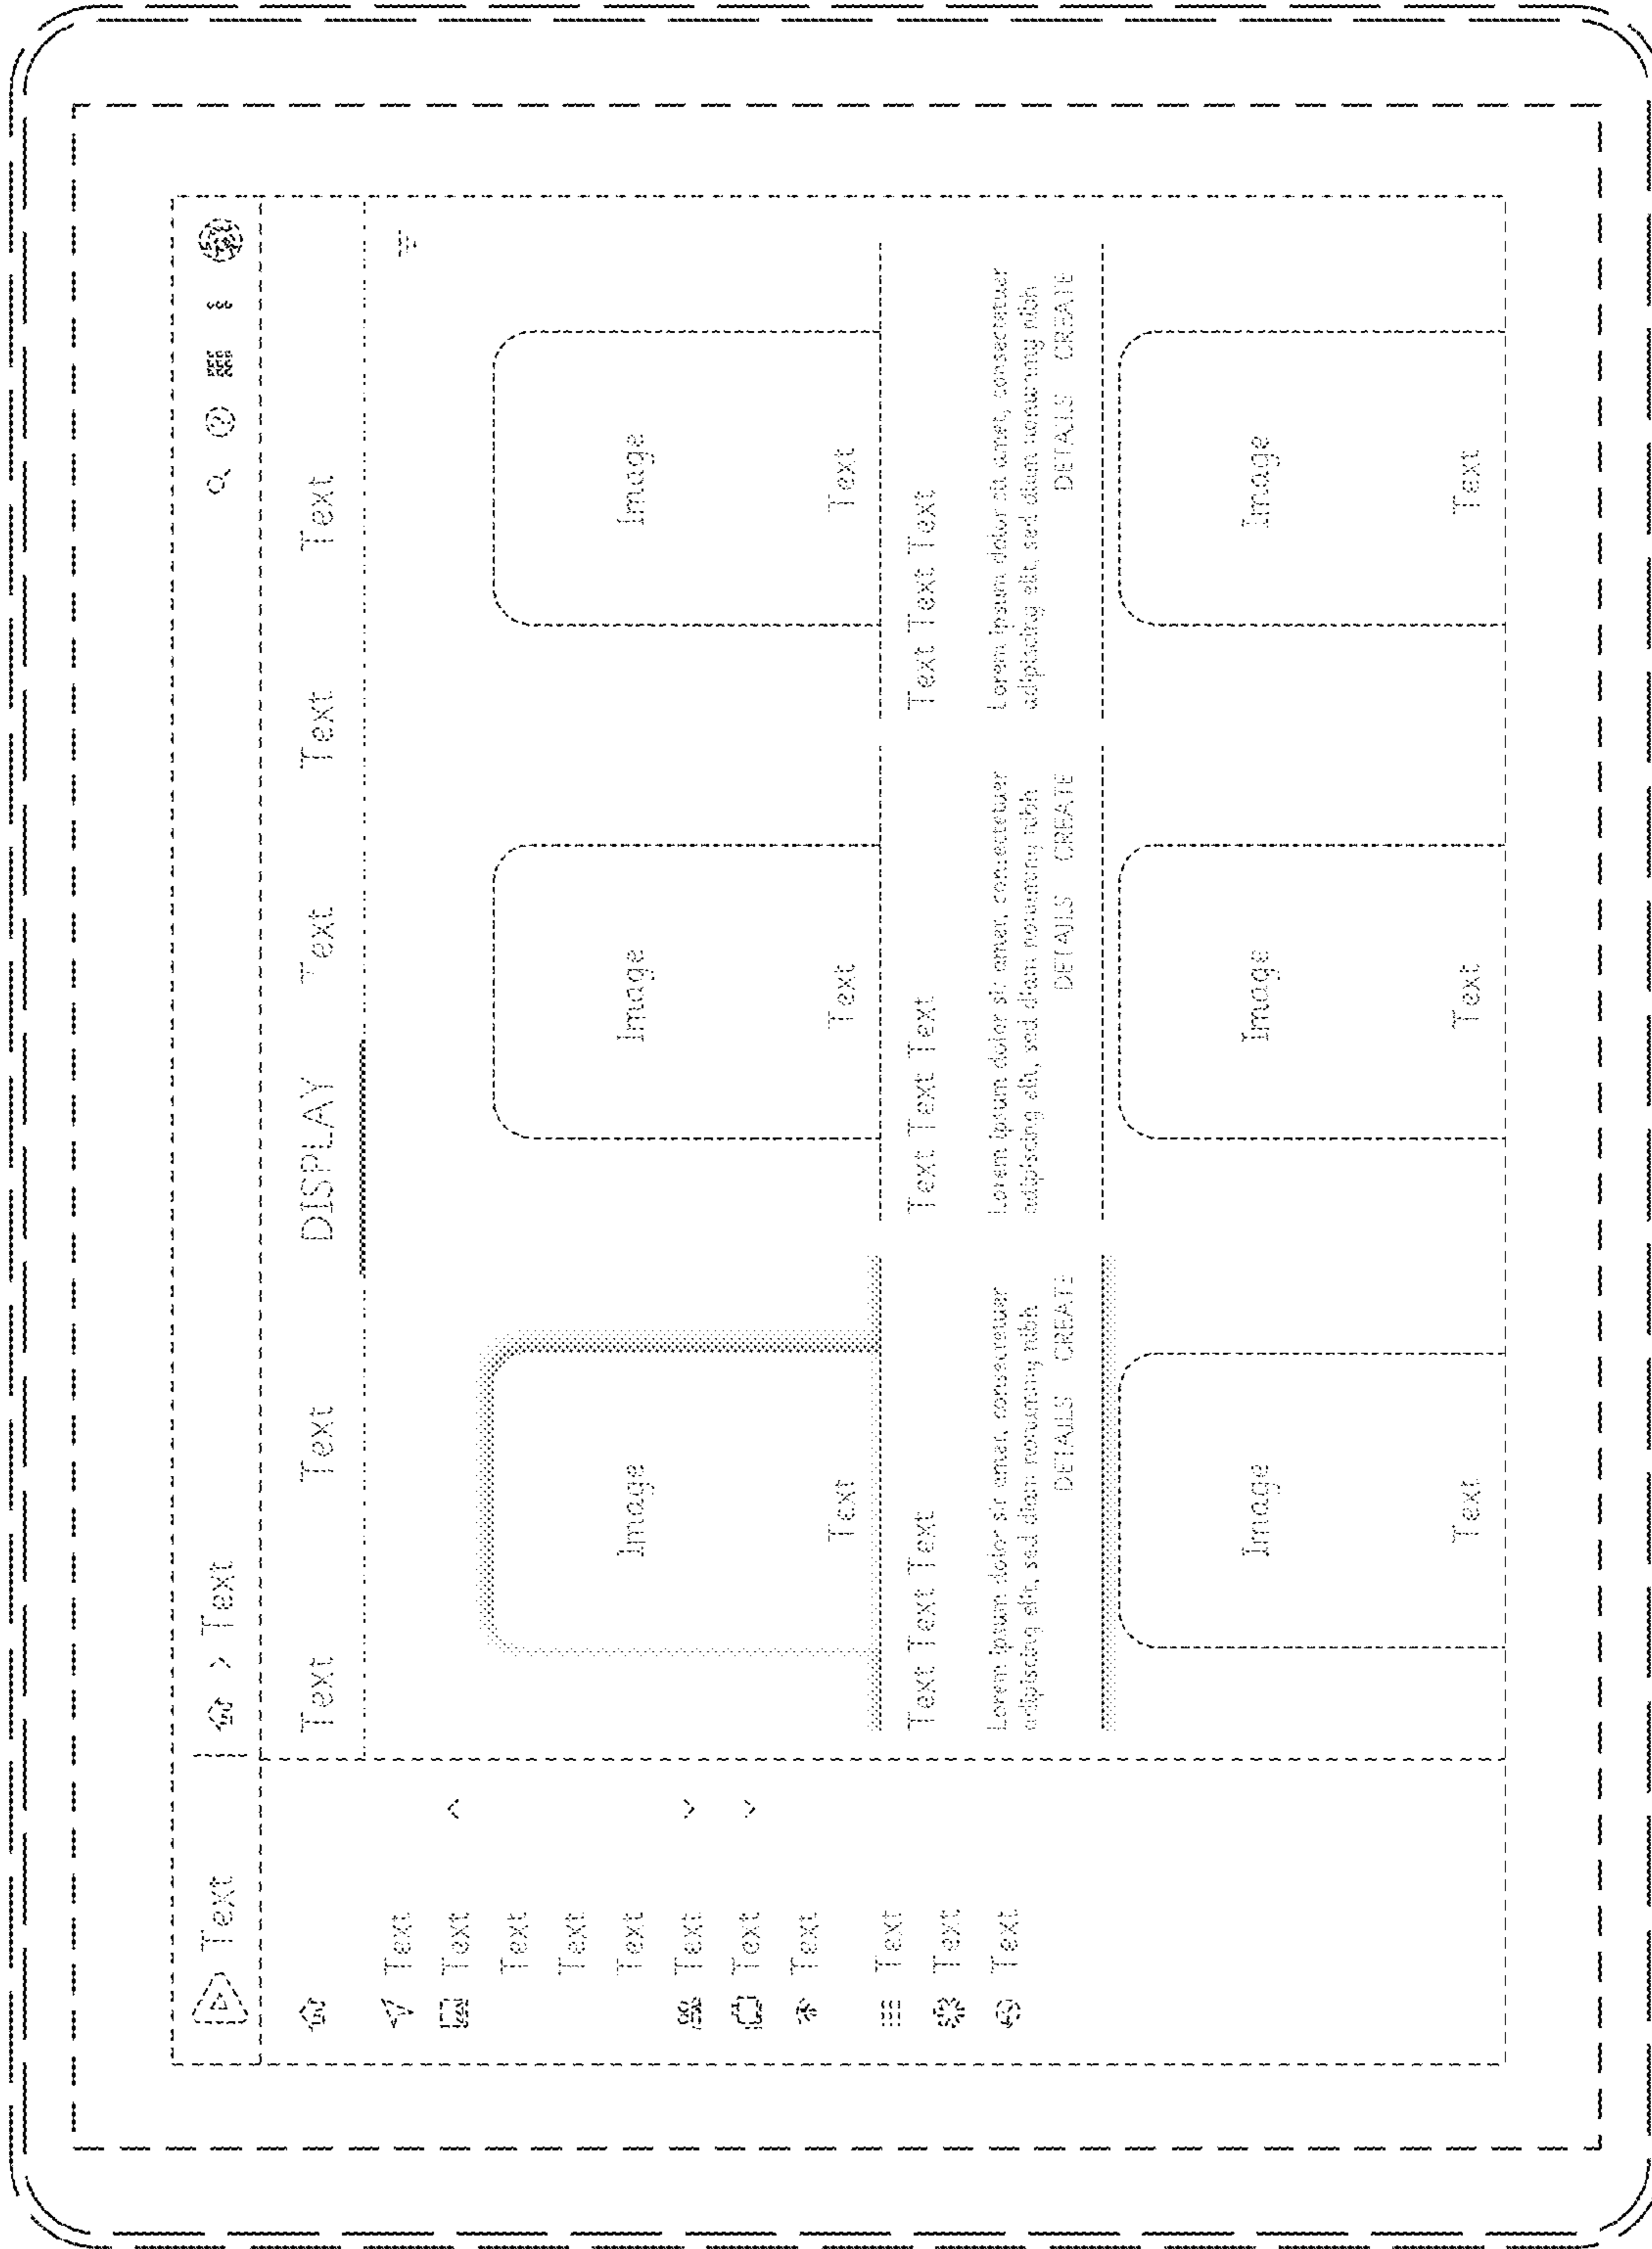 Text > Text
Text Text DISPLAY Text Text Text
Text
Text
Text
Text
Text
Text
Text
Text
Text
Text
Text
Image Image Image
Text Text Text
Text Text Text Text Text Text Text Text Text
Lorem ipsum dolor sit amet, consectetuer
adipiscing elit, sed diam nonummy nibh
DETAILS CREATE
Lorem ipsum dolor sit amet, consectetuer
adipiscing elit, sed diam nonummy nibh
DETAILS CREATE
Lorem ipsum dolor sit amet, consectetuer
adipiscing elit, sed diam nonummy nibh
DETAILS CREATE
Image Image Image
Text Text Text